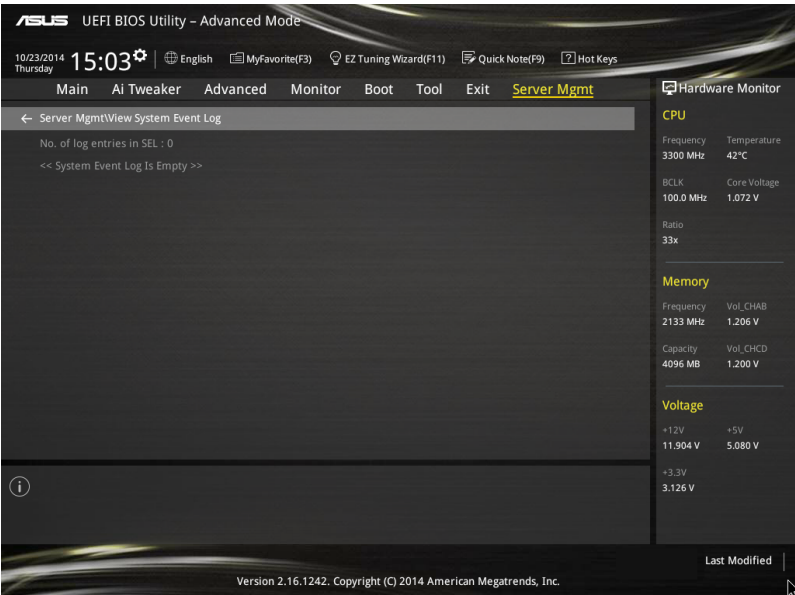 ASUS UEFI BIOS Utility – Advanced Mode
10/23/2014 Thursday 15:03 English MyFavorite(F3) EZ Tuning Wizard(F11) Quick Note(F9) ? Hot Keys
Main Ai Tweaker Advanced Monitor Boot Tool Exit Server Mgmt
Hardware Monitor
← Server Mgmt\View System Event Log
No. of log entries in SEL : 0
<< System Event Log Is Empty >>
CPU
Frequency Temperature
3300 MHz 42°C
BCLK Core Voltage
100.0 MHz 1.072 V
Ratio
33x
Memory
Frequency Vol_CHAB
2133 MHz 1.206 V
Capacity Vol_CHCD
4096 MB 1.200 V
Voltage
+12V +5V
11.904 V 5.080 V
+3.3V
3.126 V
i
Last Modified
Version 2.16.1242. Copyright (C) 2014 American Megatrends, Inc.